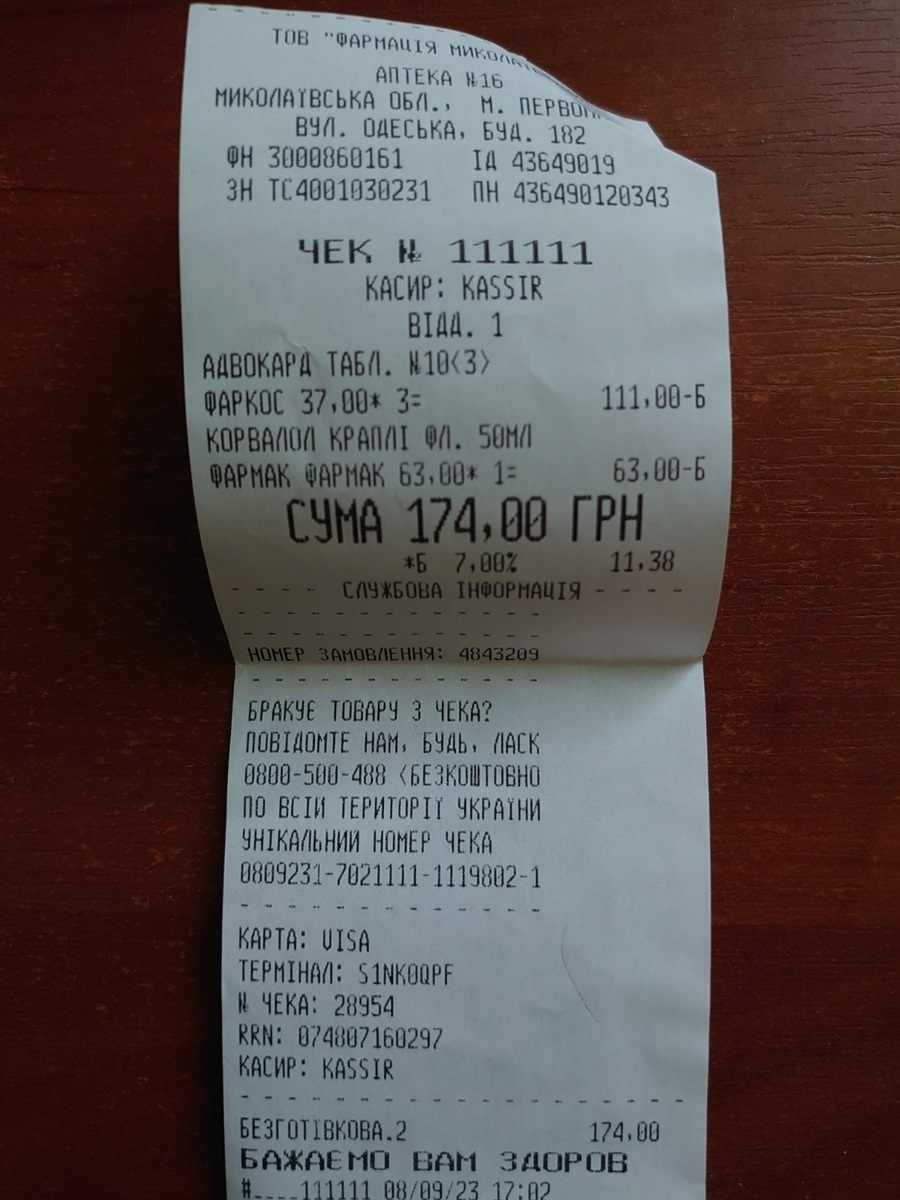 ТОВ "ФАРМАЦІЯ
АПТЕКА №16
МИКОЛАЇВСЬКА ОБЛ., М.
ВУЛ. ОДЕСЬКА, БУД. 182
ФН 3000860161 ІД 43649019
ЗН ТС4001030231 ПН 436490120343
ЧЕК № 111111
КАСИР: KASSIR
ВІДД. 1
АДВОКАРД ТАБЛ. №10<3>
ФАРКОС 37,00* 3= 111,00-Б
КОРВАЛОЛ КРАПЛІ ФЛ. 50МЛ
ФАРМАК ФАРМАК 63,00* 1= 63,00-Б
СУМА 174,00 ГРН
*Б 7,00% 11,38
- - - - СЛУЖБОВА ІНФОРМАЦІЯ - - - -
- - - - - - - - - - - - - -
- - - - - - - - - - - - - -
НОМЕР ЗАМОВЛЕННЯ: 4843209
- - - - - - - - - - - - - -
БРАКУЄ ТОВАРУ З ЧЕКА?
ПОВІДОМТЕ НАМ, БУДЬ, ЛАСК
0800-500-488 <БЕЗКОШТОВНО
ПО ВСІЙ ТЕРИТОРІЇ УКРАЇНИ
УНІКАЛЬНИЙ НОМЕР ЧЕКА
0809231-7021111-1119802-1
- - - - - - - - - - - - - -
КАРТА: VISA
ТЕРМІНАЛ: S1NK0QPF
№ ЧЕКА: 28954
RRN: 074807160297
КАСИР: KASSIR
- - - - - - - - - - - - - - - - - - - -
БЕЗГОТІВКОВА.2 174,00
БАЖАЄМО ВАМ ЗДОРОВ
#____111111 08/09/23 17:02